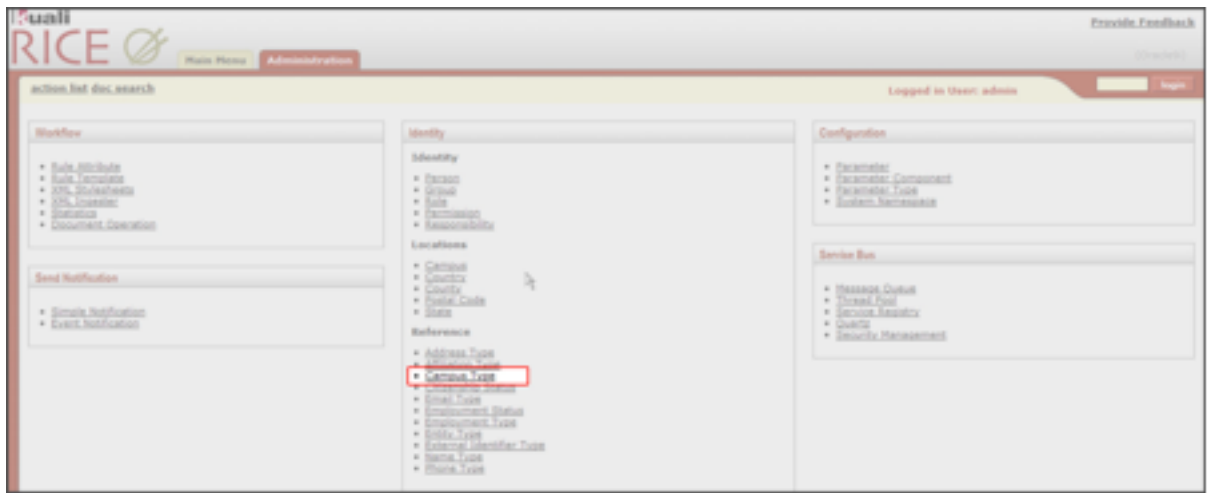 Kuali
RICE
Provide Feedback
Main Menu Administration
action list doc search
Logged in User: admin
login
Workflow
Rule Attribute
Rule Template
XML Stylesheets
XML Ingester
Statistics
Document Operation
Send Notification
Simple Notification
Event Notification
Identity
Identity
Person
Group
Role
Permission
Responsibility
Locations
Campus
Country
County
Postal Code
State
Reference
Address Type
Affiliation Type
Campus Type
Citizenship Status
Email Type
Employment Status
Employment Type
Entity Type
External Identifier Type
Name Type
Phone Type
Configuration
Parameter
Parameter Component
Parameter Type
System Namespace
Service Bus
Message Queue
Thread Pool
Service Registry
Quartz
Security Management